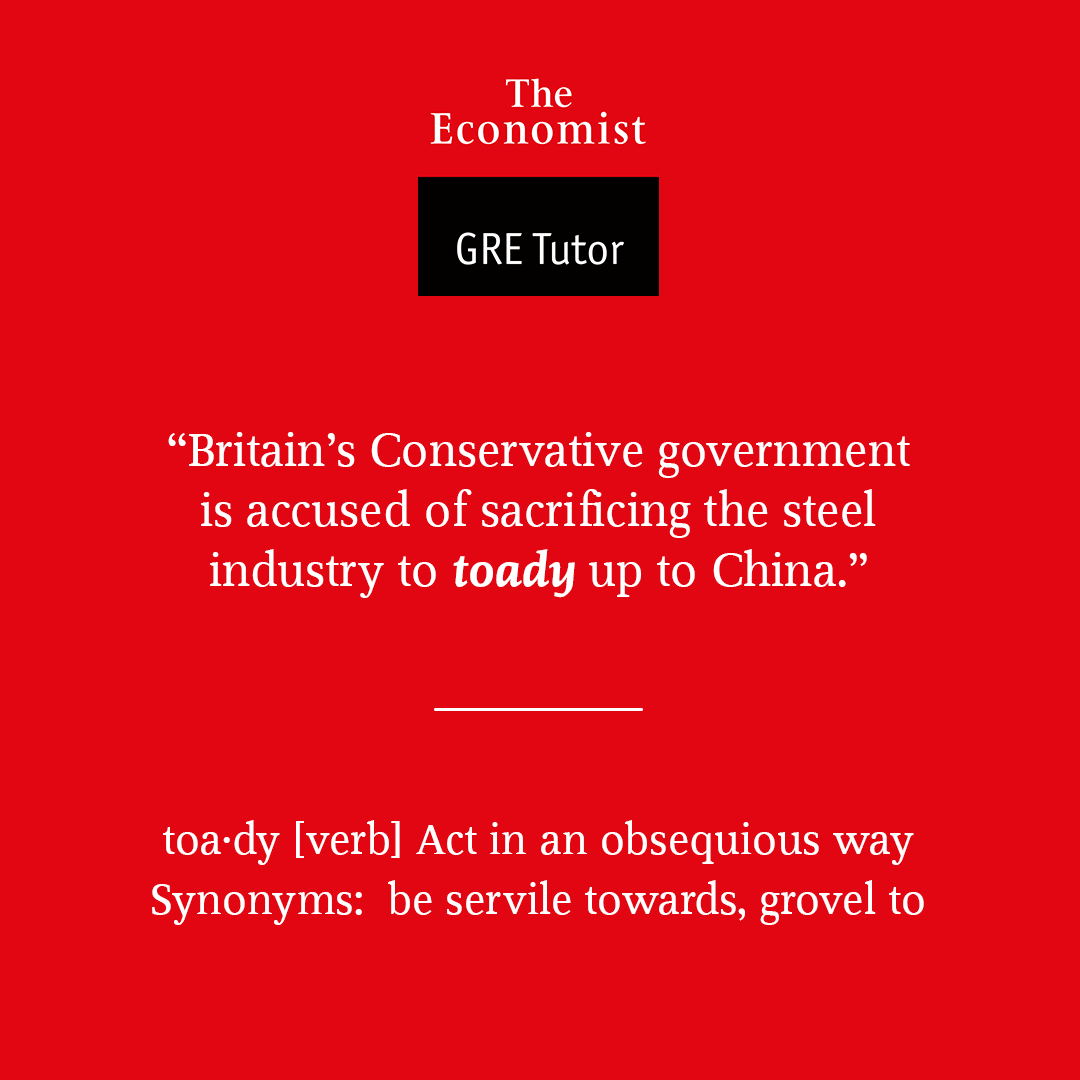 The
Economist
GRE Tutor
“Britain’s Conservative government
is accused of sacrificing the steel
industry to toady up to China.”
toa·dy [verb] Act in an obsequious way
Synonyms:  be servile towards, grovel to